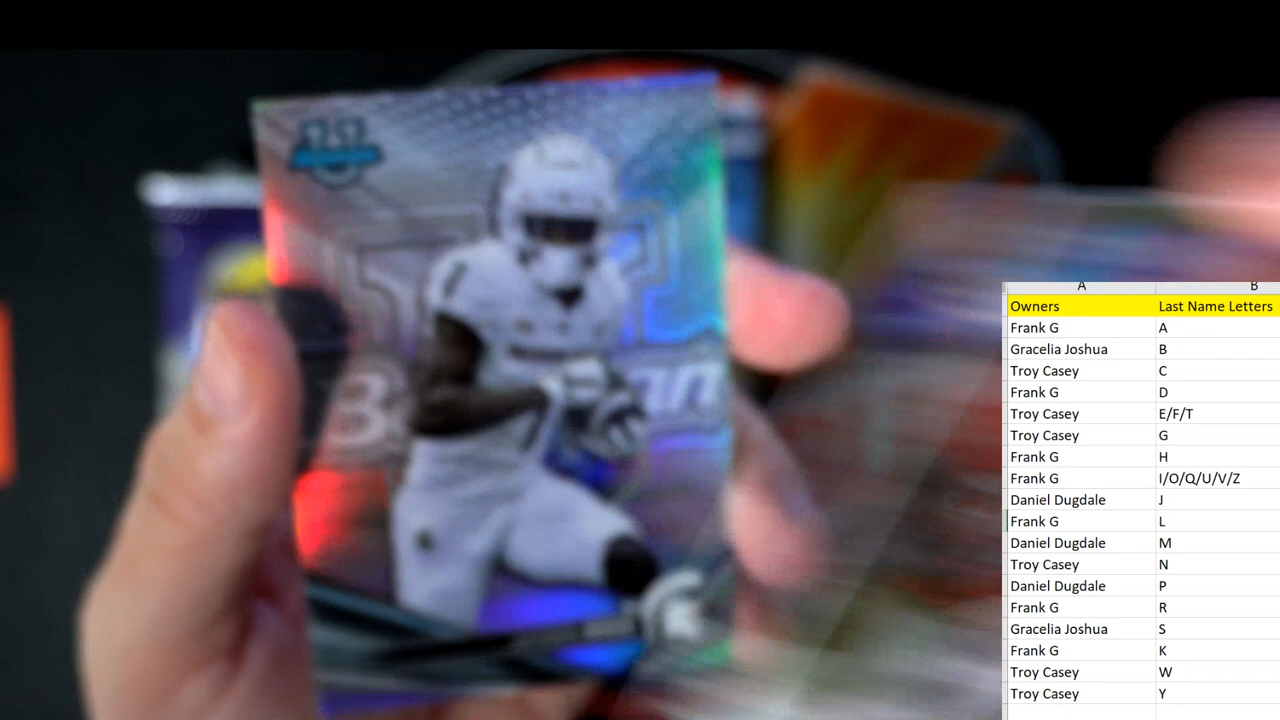 A B
Owners Last Name Letters
Frank G A
Gracelia Joshua B
Troy Casey C
Frank G D
Troy Casey E/F/T
Troy Casey G
Frank G H
Frank G I/O/Q/U/V/Z
Daniel Dugdale J
Frank G L
Daniel Dugdale M
Troy Casey N
Daniel Dugdale P
Frank G R
Gracelia Joshua S
Frank G K
Troy Casey W
Troy Casey Y